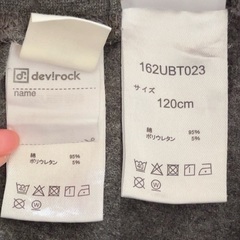 devirock
name
綿 95%
ポリウレタン 5%
162UBT023
サイズ
120cm
綿 95%
ポリウレタン 5%